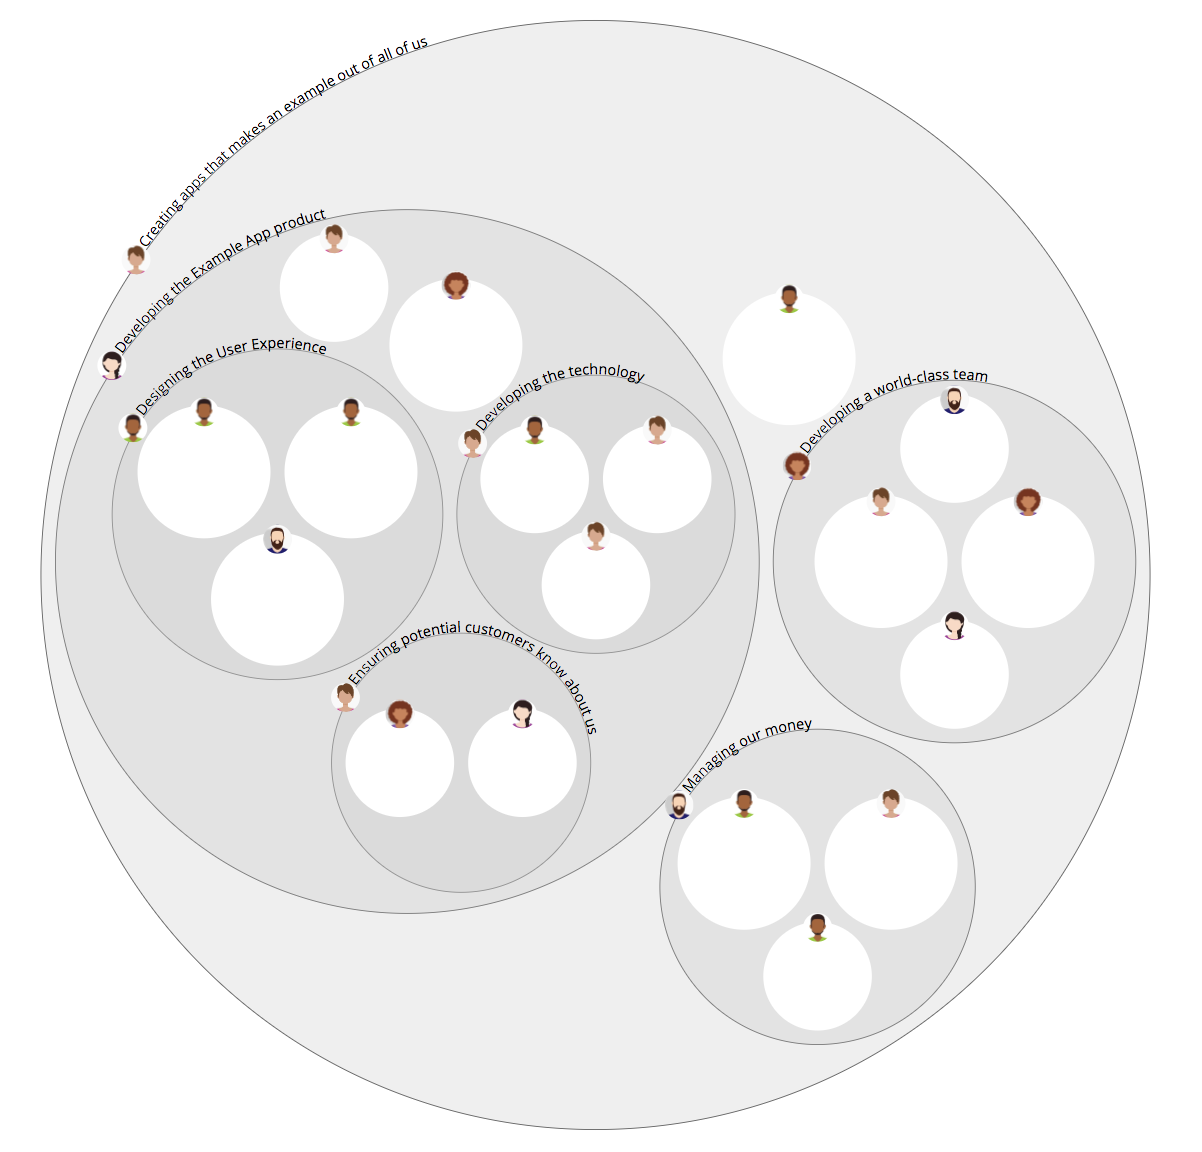 Creating apps that makes an example out of all of us
Developing the Example App product
Designing the User Experience
Developing the technology
Developing a world-class team
Ensuring potential customers know about us
Managing our money